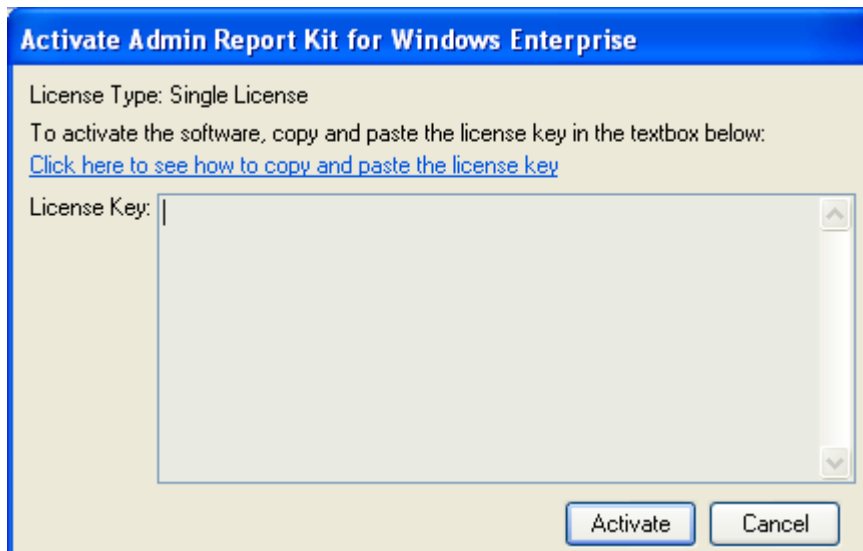 Activate Admin Report Kit for Windows Enterprise
License Type: Single License
To activate the software, copy and paste the license key in the textbox below:
Click here to see how to copy and paste the license key
License Key:
Activate
Cancel